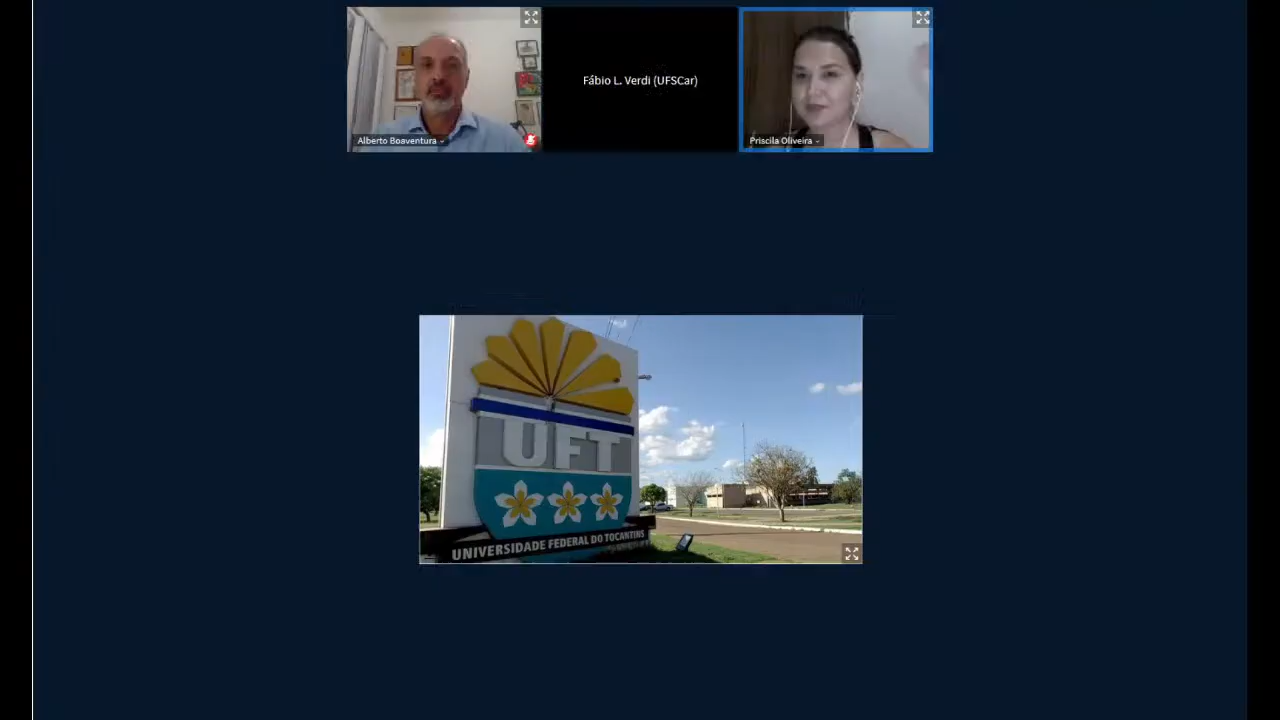 Alberto Boaventura
Fábio L. Verdi (UFSCar)
Priscila Oliveira
UFT
UNIVERSIDADE FEDERAL DO TOCANTINS